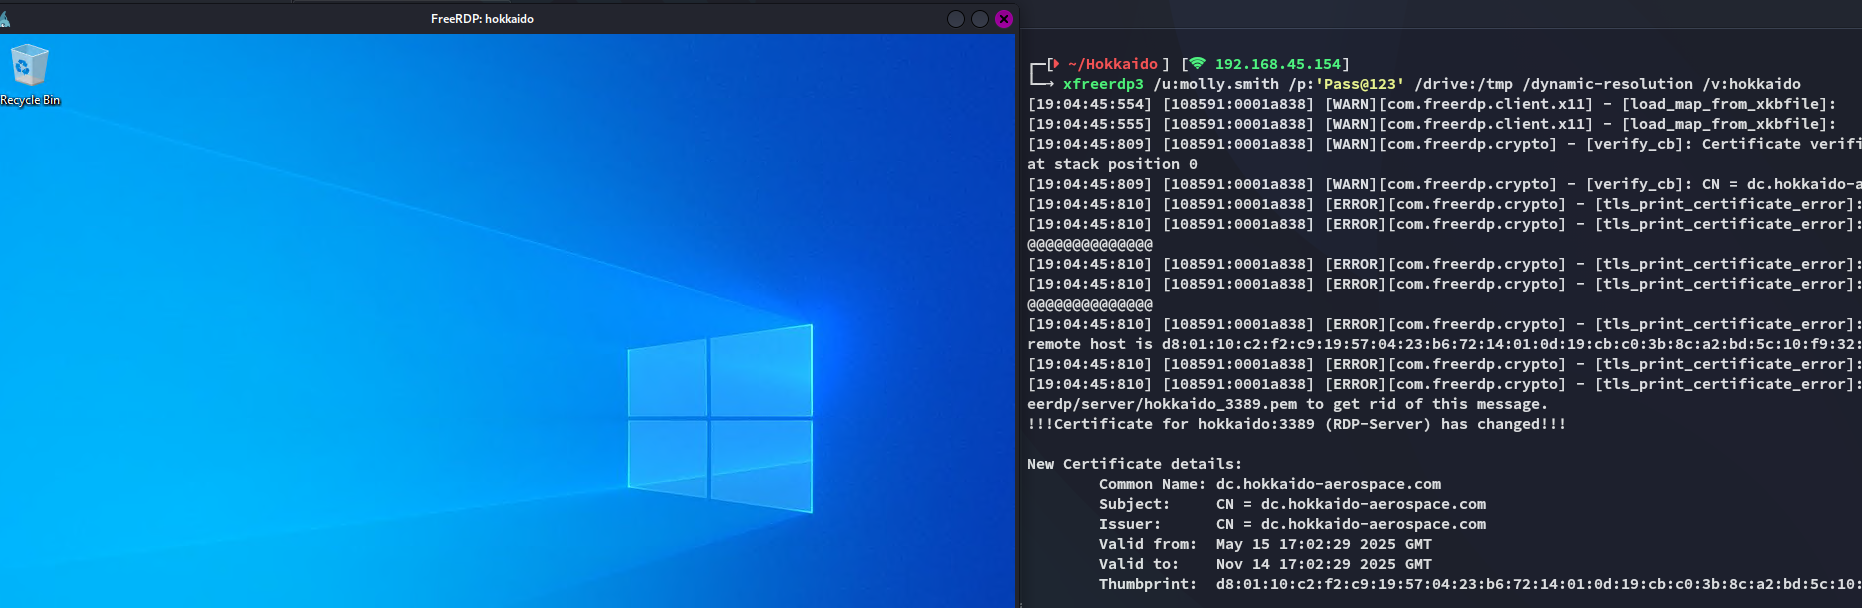 FreeRDP: hokkaido
Recycle Bin
┌─[ ~/Hokkaido ] [ 192.168.45.154]
└─→ xfreerdp3 /u:molly.smith /p:'Pass@123' /drive:/tmp /dynamic-resolution /v:hokkaido
[19:04:45:554] [108591:0001a838] [WARN][com.freerdp.client.x11] - [load_map_from_xkbfile]:
[19:04:45:555] [108591:0001a838] [WARN][com.freerdp.client.x11] - [load_map_from_xkbfile]:
[19:04:45:809] [108591:0001a838] [WARN][com.freerdp.crypto] - [verify_cb]: Certificate verifi
at stack position 0
[19:04:45:809] [108591:0001a838] [WARN][com.freerdp.crypto] - [verify_cb]: CN = dc.hokkaido-a
[19:04:45:810] [108591:0001a838] [ERROR][com.freerdp.crypto] - [tls_print_certificate_error]:
[19:04:45:810] [108591:0001a838] [ERROR][com.freerdp.crypto] - [tls_print_certificate_error]:
@@@@@@@@@@@@@@
[19:04:45:810] [108591:0001a838] [ERROR][com.freerdp.crypto] - [tls_print_certificate_error]:
[19:04:45:810] [108591:0001a838] [ERROR][com.freerdp.crypto] - [tls_print_certificate_error]:
@@@@@@@@@@@@@@
[19:04:45:810] [108591:0001a838] [ERROR][com.freerdp.crypto] - [tls_print_certificate_error]:
remote host is d8:01:10:c2:f2:c9:19:57:04:23:b6:72:14:01:0d:19:cb:c0:3b:8c:a2:bd:5c:10:f9:32:
[19:04:45:810] [108591:0001a838] [ERROR][com.freerdp.crypto] - [tls_print_certificate_error]:
[19:04:45:810] [108591:0001a838] [ERROR][com.freerdp.crypto] - [tls_print_certificate_error]:
eerdp/server/hokkaido_3389.pem to get rid of this message.
!!!Certificate for hokkaido:3389 (RDP-Server) has changed!!!
New Certificate details:
Common Name: dc.hokkaido-aerospace.com
Subject: CN = dc.hokkaido-aerospace.com
Issuer: CN = dc.hokkaido-aerospace.com
Valid from: May 15 17:02:29 2025 GMT
Valid to: Nov 14 17:02:29 2025 GMT
Thumbprint: d8:01:10:c2:f2:c9:19:57:04:23:b6:72:14:01:0d:19:cb:c0:3b:8c:a2:bd:5c:10: